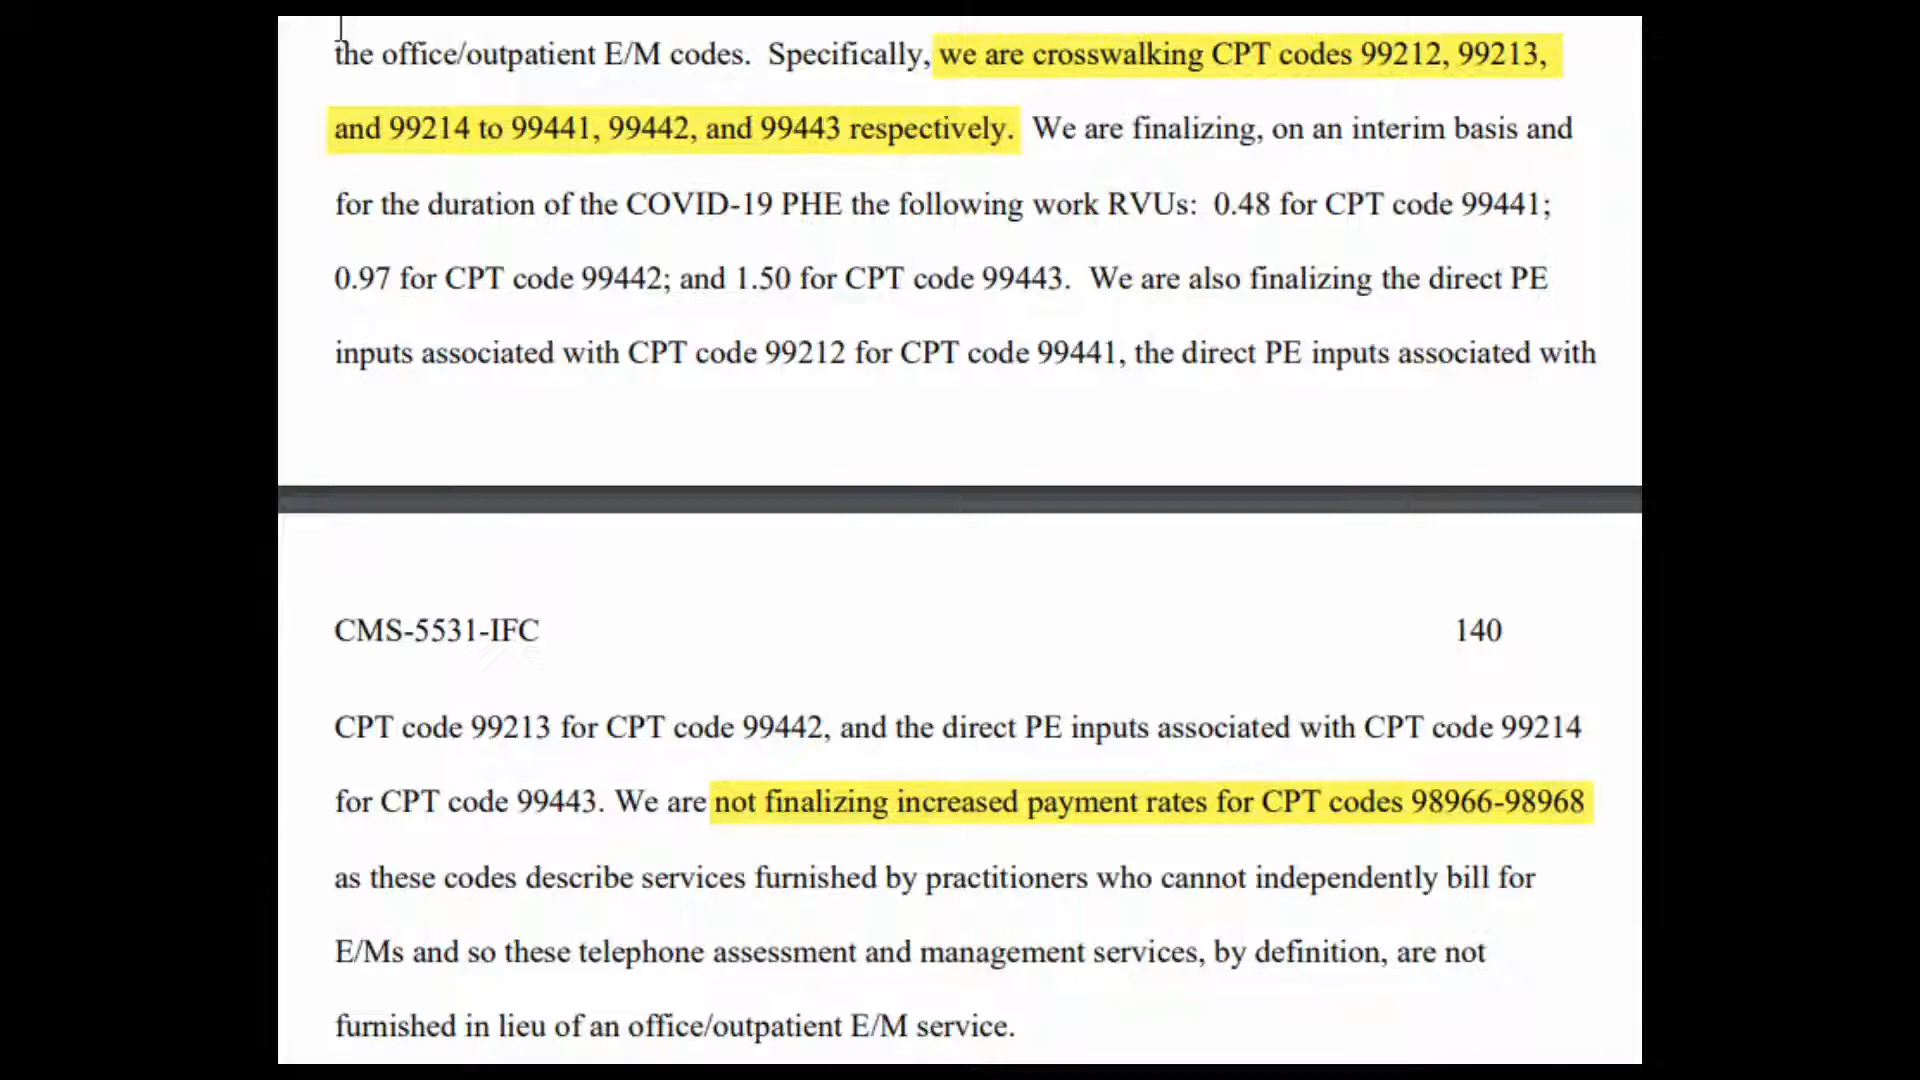 the office/outpatient E/M codes.  Specifically, we are crosswalking CPT codes 99212, 99213,
and 99214 to 99441, 99442, and 99443 respectively.  We are finalizing, on an interim basis and
for the duration of the COVID-19 PHE the following work RVUs:  0.48 for CPT code 99441;
0.97 for CPT code 99442; and 1.50 for CPT code 99443.  We are also finalizing the direct PE
inputs associated with CPT code 99212 for CPT code 99441, the direct PE inputs associated with
CMS-5531-IFC 140
CPT code 99213 for CPT code 99442, and the direct PE inputs associated with CPT code 99214
for CPT code 99443. We are not finalizing increased payment rates for CPT codes 98966-98968
as these codes describe services furnished by practitioners who cannot independently bill for
E/Ms and so these telephone assessment and management services, by definition, are not
furnished in lieu of an office/outpatient E/M service.